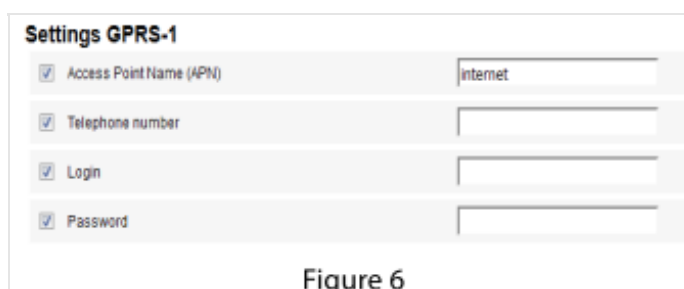 Settings GPRS-1
Access Point Name (APN) internet
Telephone number
Login
Password
Figure 6